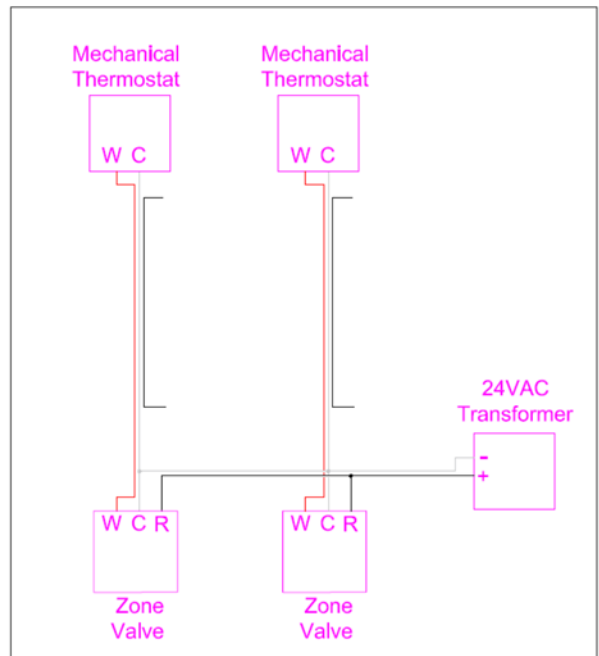 Mechanical
Thermostat
W C
Mechanical
Thermostat
W C
24VAC
Transformer
-
+
W C R
Zone
Valve
W C R
Zone
Valve